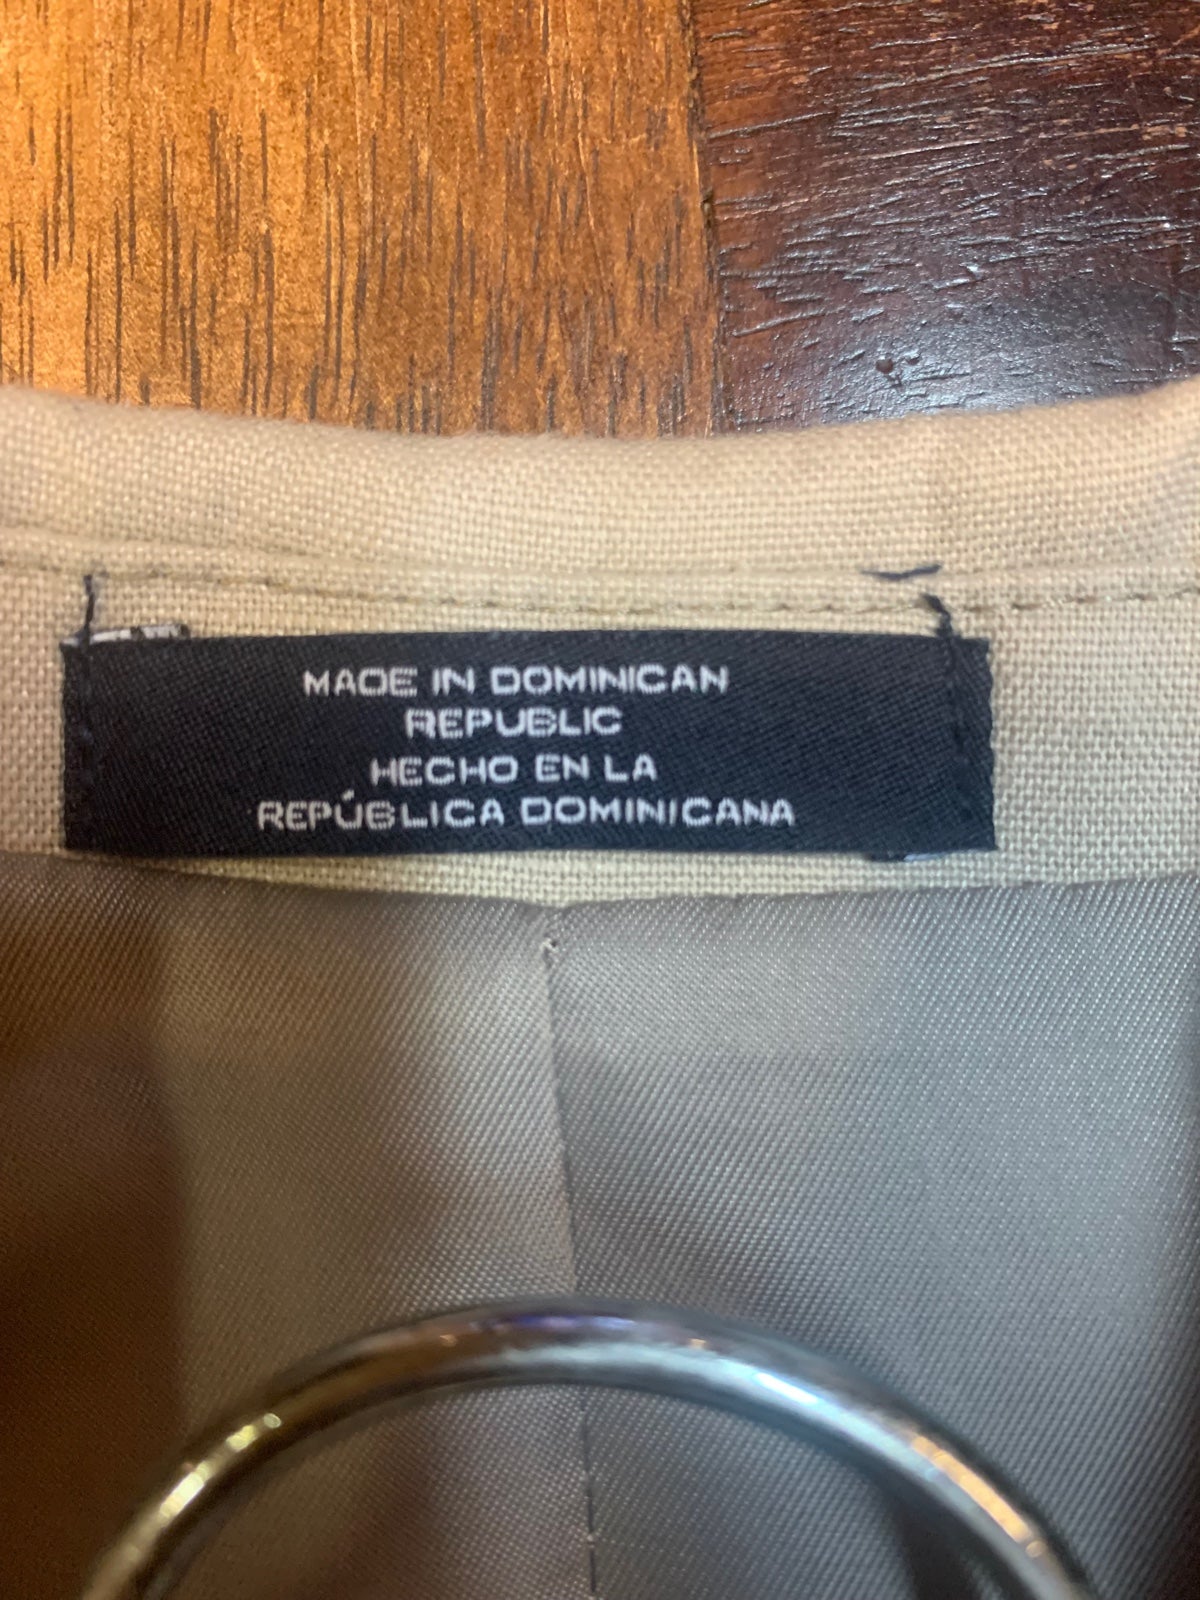 MADE IN DOMINICAN
REPUBLIC
HECHO EN LA
REPÚBLICA DOMINICANA